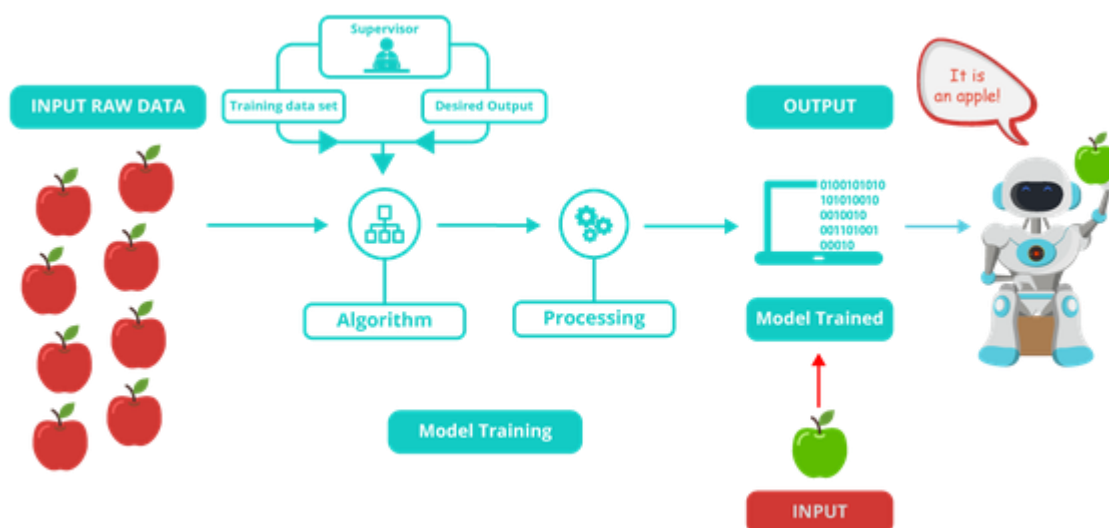 Supervisor
INPUT RAW DATA
Training data set
Desired Output
OUTPUT
It is
an apple!
0100101010
101010010
0010010
001101001
00010
Algorithm
Processing
Model Trained
Model Training
INPUT